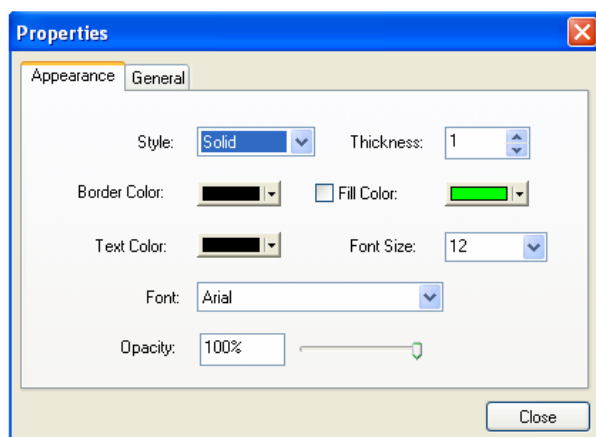 Properties
Appearance General
Style: Solid Thickness: 1
Border Color: Fill Color:
Text Color: Font Size: 12
Font: Arial
Opacity: 100%
Close